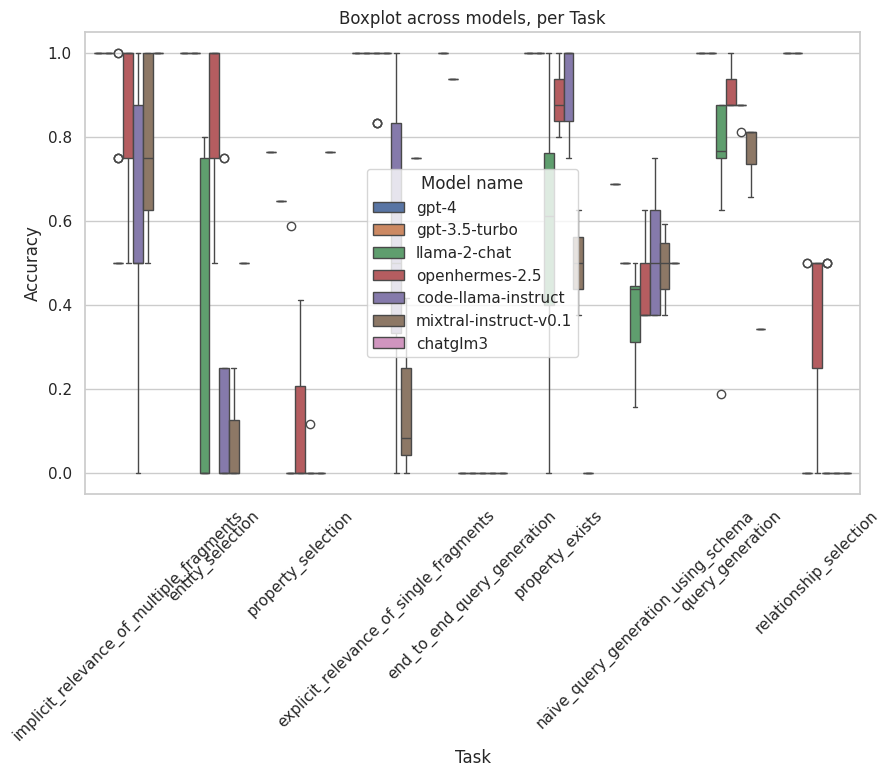 Boxplot across models, per Task
Accuracy
1.0
0.8
0.6
0.4
0.2
0.0
Model name
gpt-4
gpt-3.5-turbo
llama-2-chat
openhermes-2.5
code-llama-instruct
mixtral-instruct-v0.1
chatglm3
implicit_relevance_of_multiple_fragments
entity_selection
property_selection
explicit_relevance_of_single_fragments
end_to_end_query_generation
property_exists
naive_query_generation_using_schema
query_generation
relationship_selection
Task